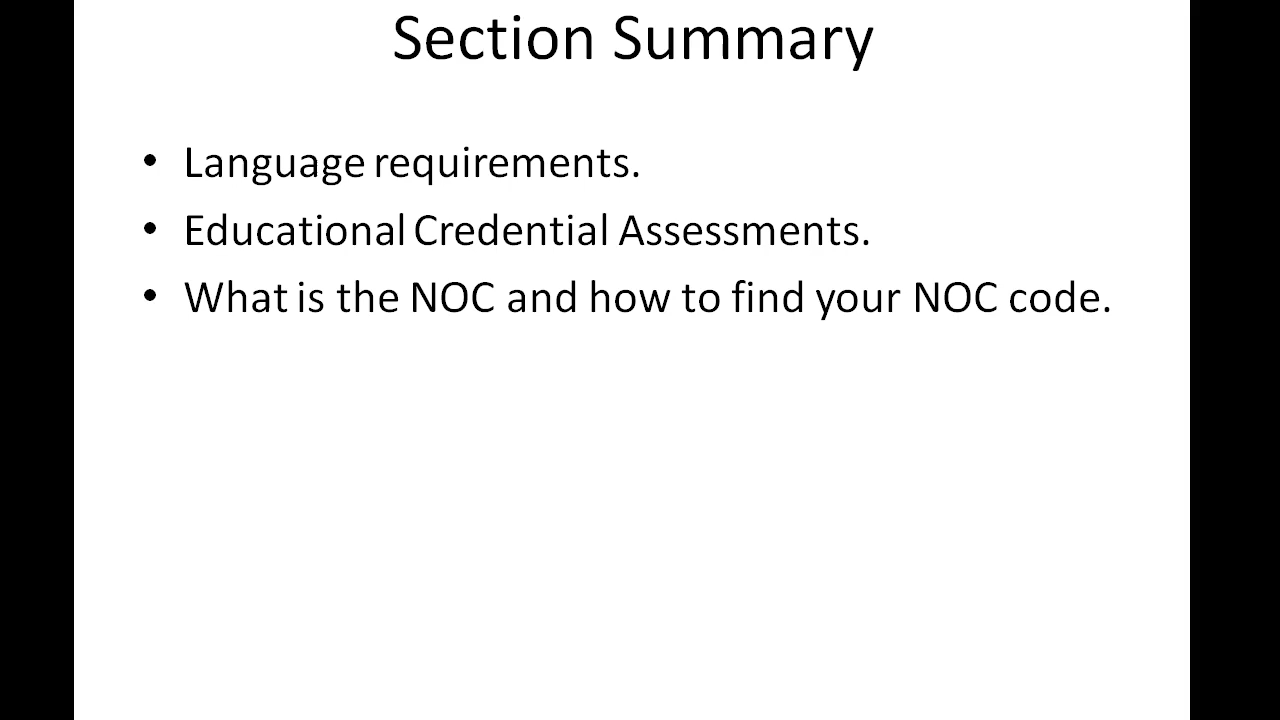 Section Summary
• Language requirements.
• Educational Credential Assessments.
• What is the NOC and how to find your NOC code.